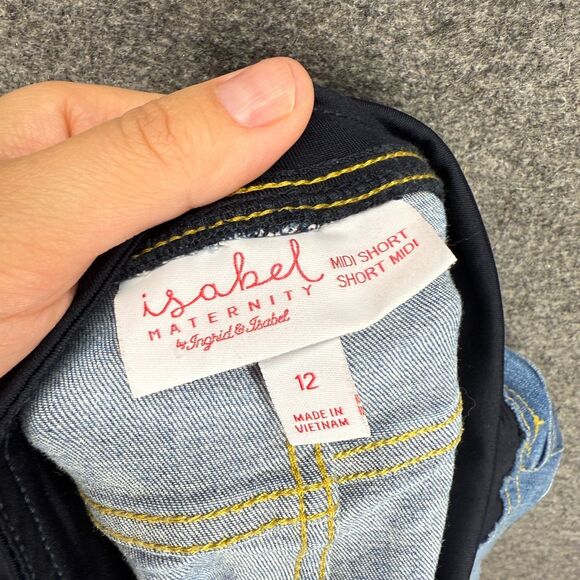 isabel
MATERNITY
by Ingrid & Isabel
MIDI SHORT
SHORT MIDI
12
MADE IN
VIETNAM